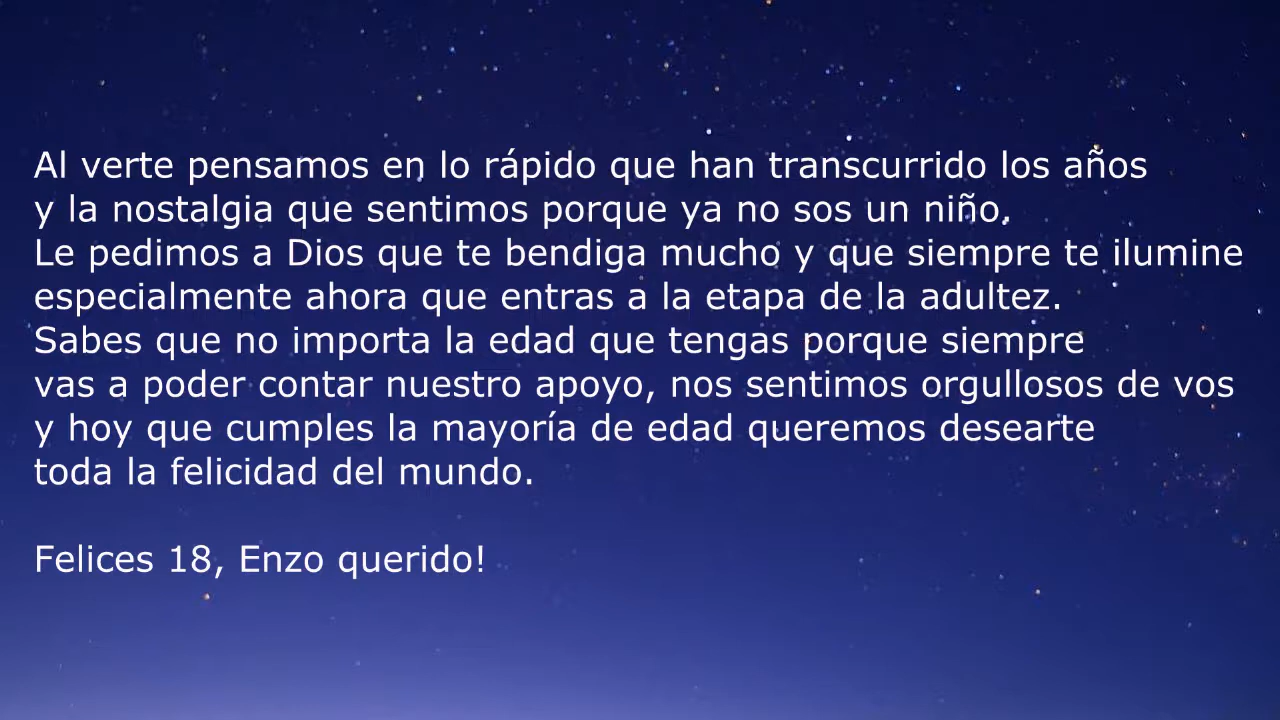 Al verte pensamos en lo rápido que han transcurrido los años
y la nostalgia que sentimos porque ya no sos un niño,
Le pedimos a Dios que te bendiga mucho y que siempre te ilumine
especialmente ahora que entras a la etapa de la adultez.
Sabes que no importa la edad que tengas porque siempre
vas a poder contar nuestro apoyo, nos sentimos orgullosos de vos
y hoy que cumples la mayoría de edad queremos desearte
toda la felicidad del mundo.
Felices 18, Enzo querido!